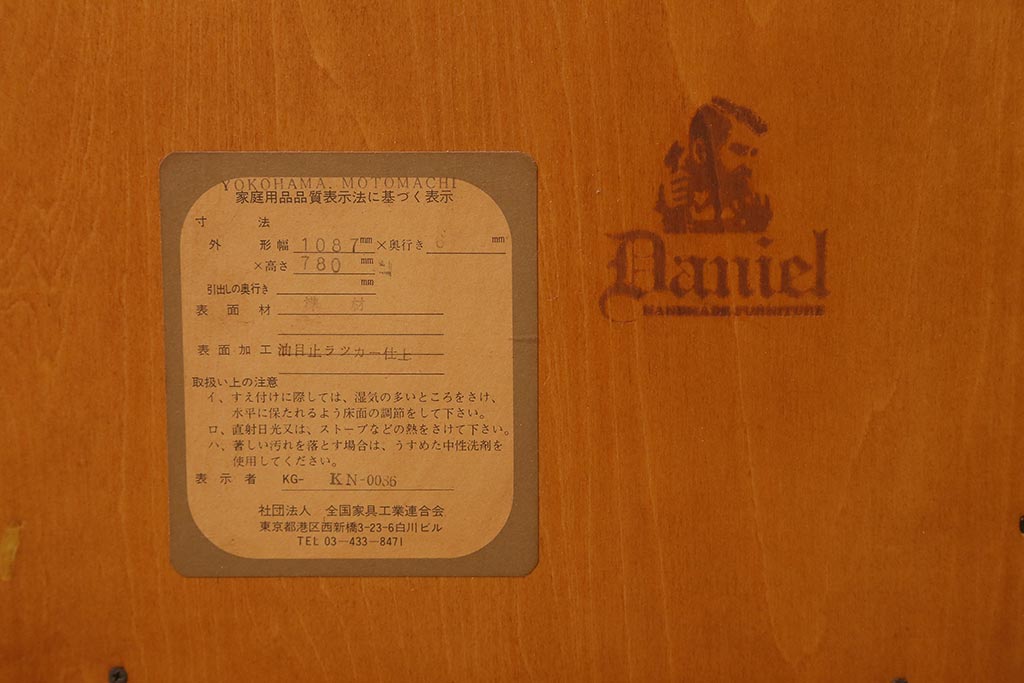 YOKOHAMA, MOTOMACHI
家庭用品品質表示法に基づく表示
寸 法
外 形 幅 1087mm ×奥行き mm
×高さ 780 mm
引出しの奥行き mm
表面材 材
表面加工 油目止ラッカー仕上
取扱い上の注意
イ、すえ付けに際しては、湿気の多いところをさけ、
水平に保たれるよう床面の調節をして下さい。
ロ、直射日光又は、ストーブなどの熱をさけて下さい。
ハ、著しい汚れを落とす場合は、うすめた中性洗剤を
使用してください。
表示者 KG- KN-0036
社団法人 全国家具工業連合会
東京都港区西新橋3-23-6白川ビル
TEL 03-433-8471
Daniel
HANDMADE FURNITURE